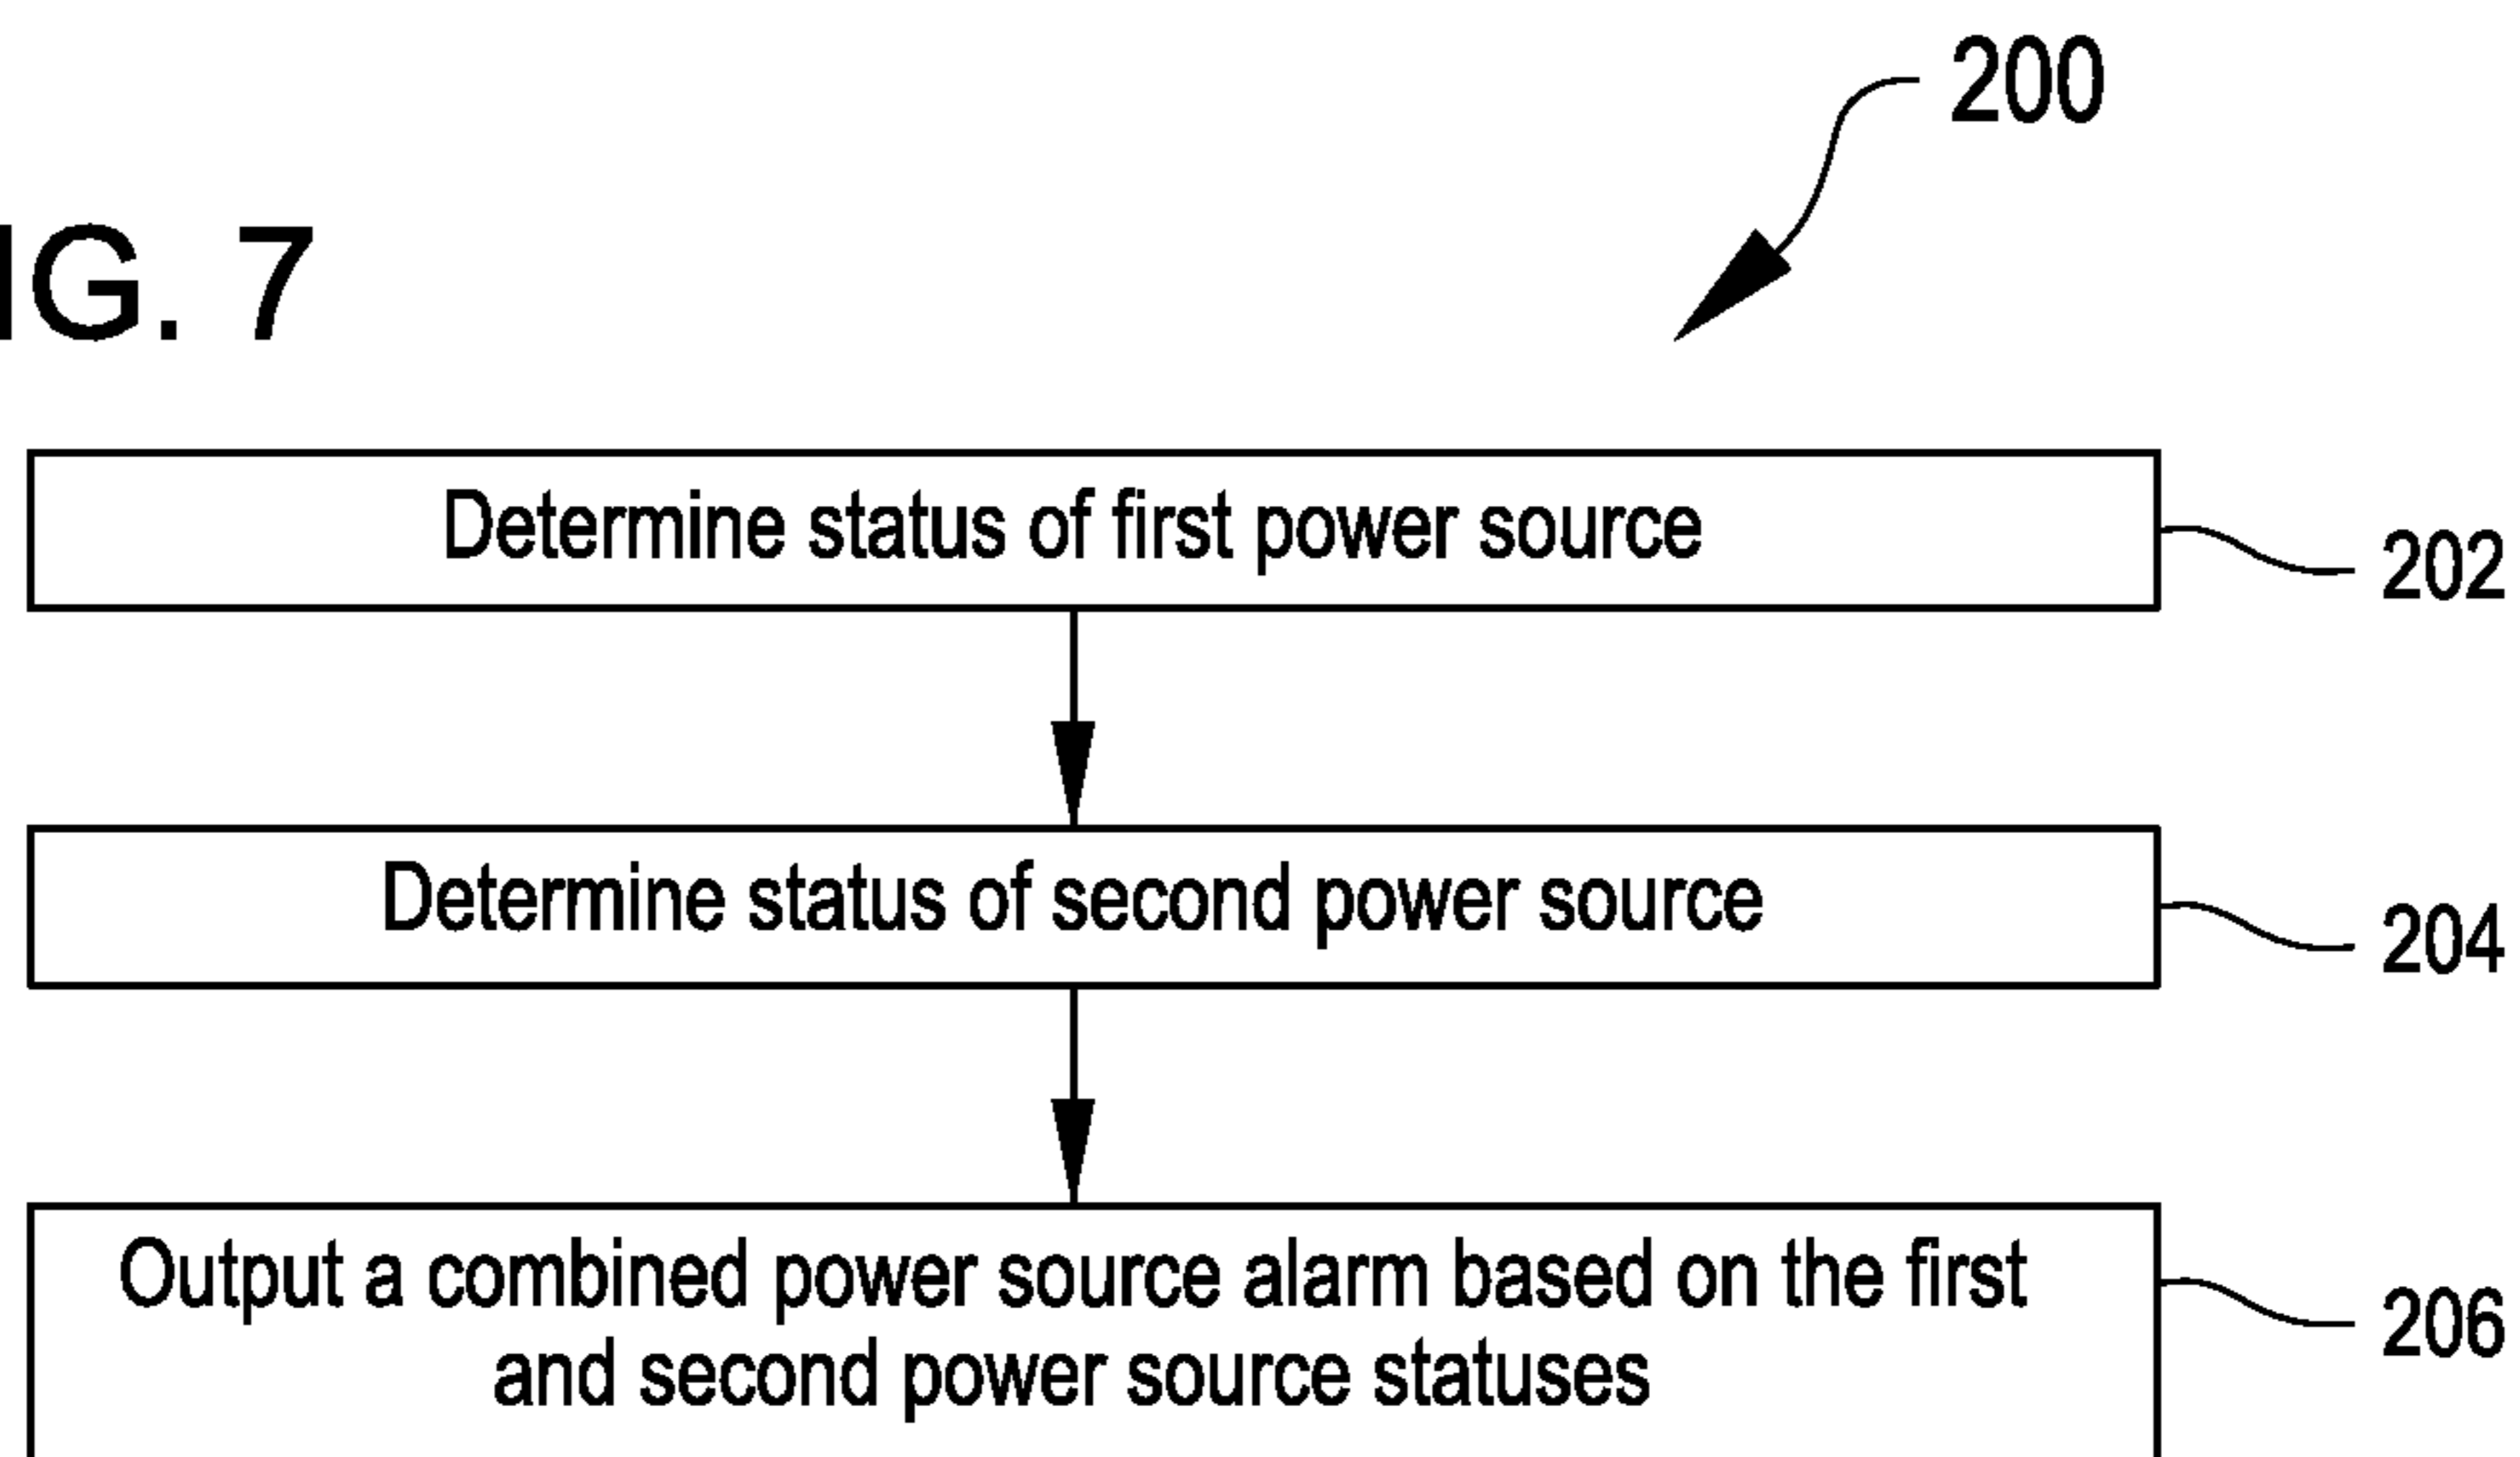 200
IG. 7
Determine status of first power source
202
Determine status of second power source
204
Output a combined power source alarm based on the first
and second power source statuses
206